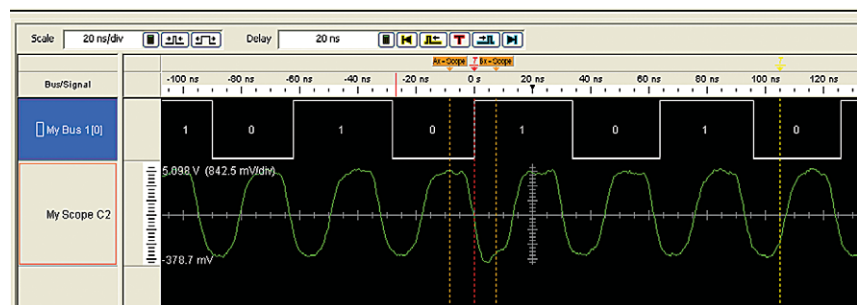 Scale 20 ns/div Delay 20 ns T
Ax-Scope T Bx-Scope T
Bus/Signal -100 ns -80 ns -60 ns -40 ns -20 ns 0 s 20 ns 40 ns 60 ns 80 ns 100 ns 120 ns
My Bus 1[0] 1 0 1 0 1 0 1 0
5.098 V (842.5 mV/div)
My Scope C2
-378.7 mV